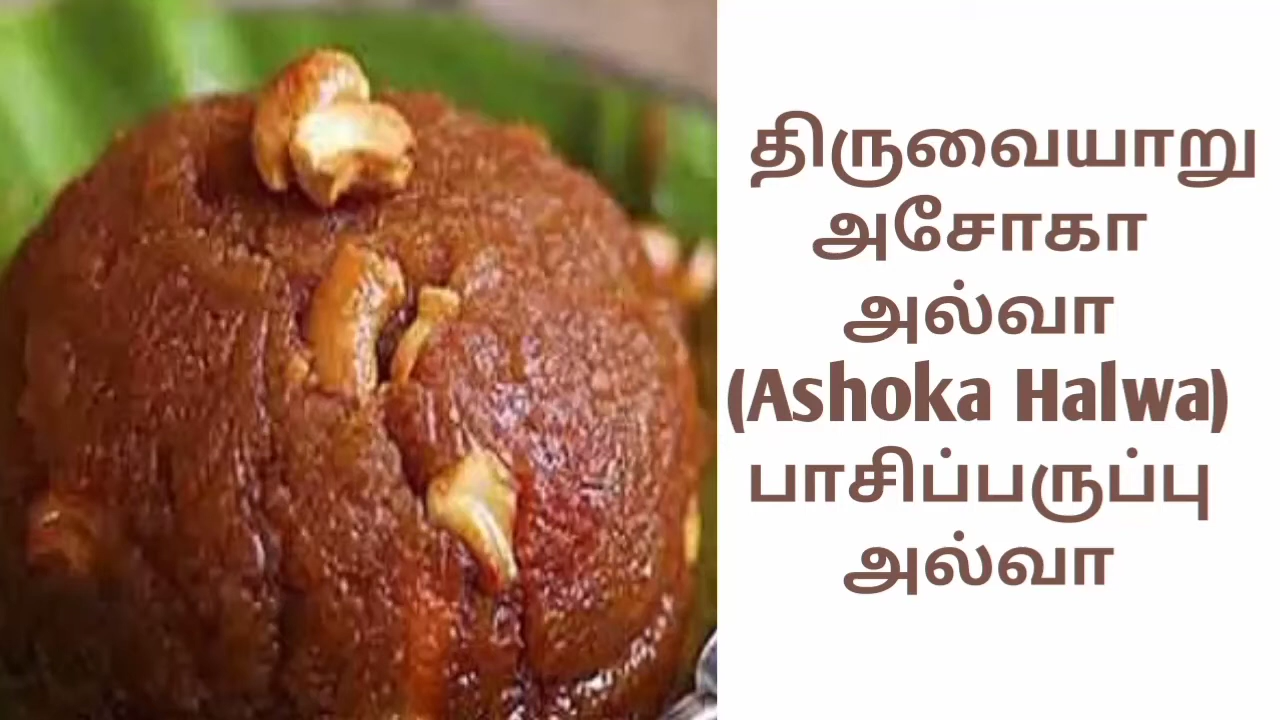 திருவையாறு
அசோகா
அல்வா
(Ashoka Halwa)
பாசிப்பருப்பு
அல்வா